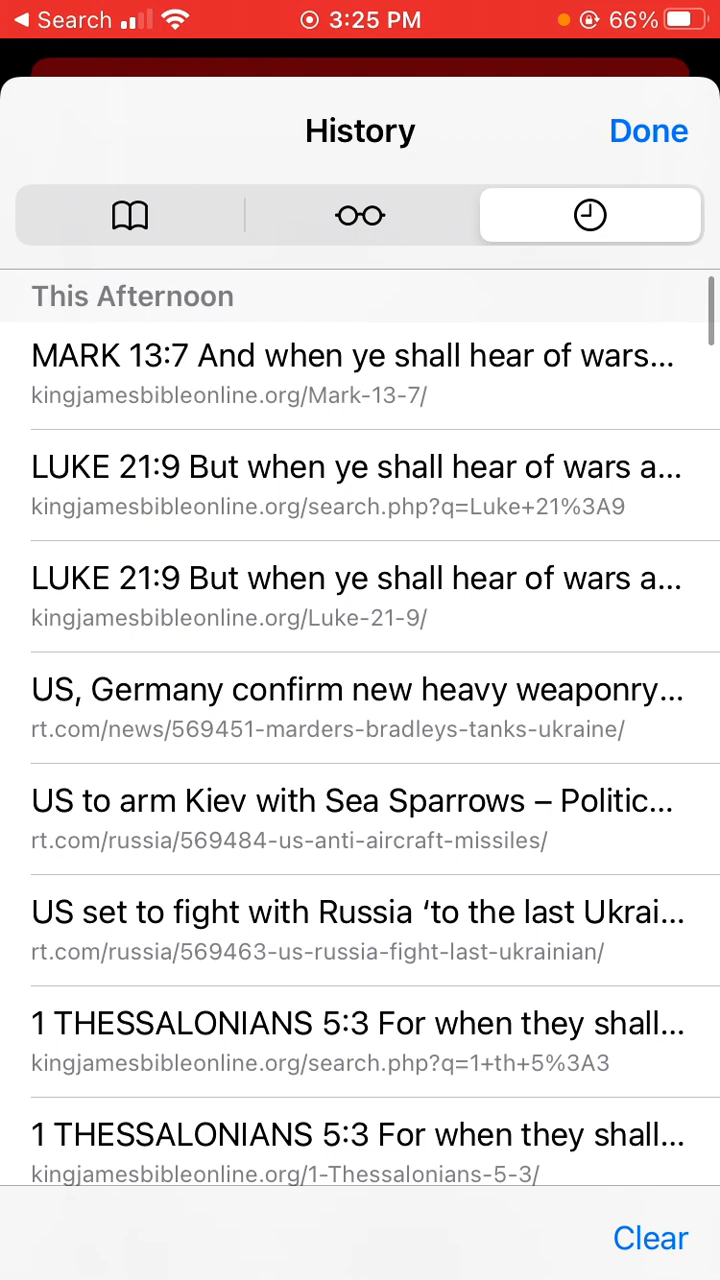 Search 3:25 PM 66%
History Done
This Afternoon
MARK 13:7 And when ye shall hear of wars...
kingjamesbibleonline.org/Mark-13-7/
LUKE 21:9 But when ye shall hear of wars a...
kingjamesbibleonline.org/search.php?q=Luke+21%3A9
LUKE 21:9 But when ye shall hear of wars a...
kingjamesbibleonline.org/Luke-21-9/
US, Germany confirm new heavy weaponry...
rt.com/news/569451-marders-bradleys-tanks-ukraine/
US to arm Kiev with Sea Sparrows – Politic...
rt.com/russia/569484-us-anti-aircraft-missiles/
US set to fight with Russia ‘to the last Ukrai...
rt.com/russia/569463-us-russia-fight-last-ukrainian/
1 THESSALONIANS 5:3 For when they shall...
kingjamesbibleonline.org/search.php?q=1+th+5%3A3
1 THESSALONIANS 5:3 For when they shall...
kingjamesbibleonline.org/1-Thessalonians-5-3/
Clear